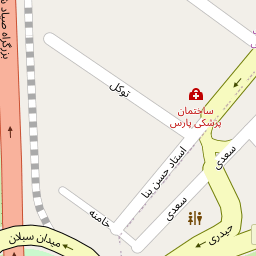 بزرگراه صیاد ش
توکل
ساختمان
پزشکی پارس
استاد حسن بنا
سعدی
سعدی
خامنه
حیدری
میدان سبلان